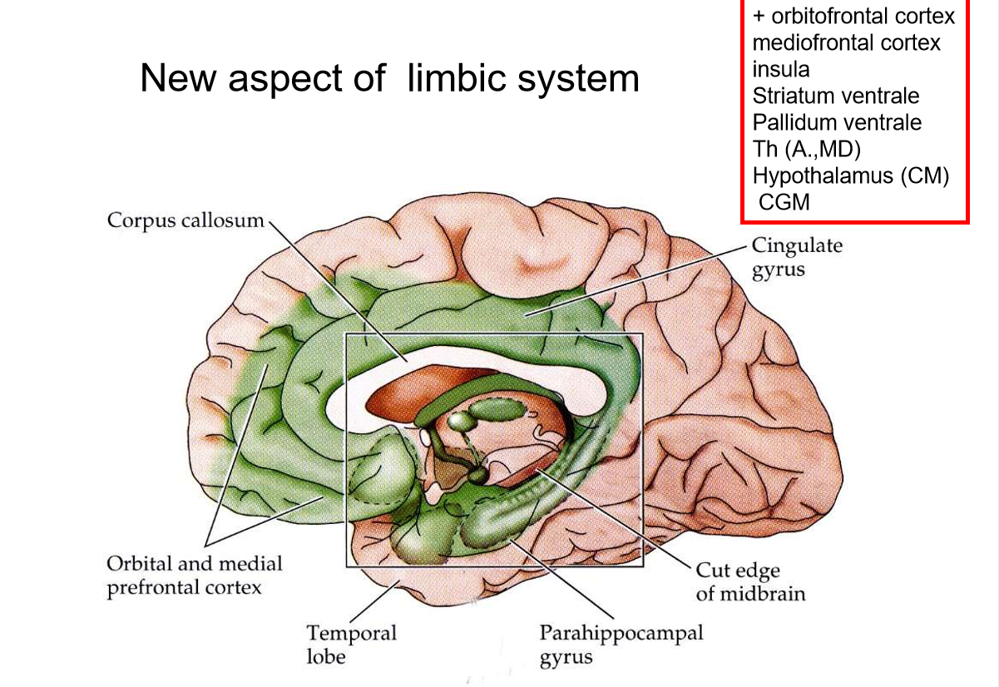 + orbitofrontal cortex
mediofrontal cortex
insula
Striatum ventrale
Pallidum ventrale
Th (A.,MD)
Hypothalamus (CM)
CGM
New aspect of limbic system
Corpus callosum
Cingulate
gyrus
Orbital and medial
prefrontal cortex
Cut edge
of midbrain
Temporal
lobe
Parahippocampal
gyrus